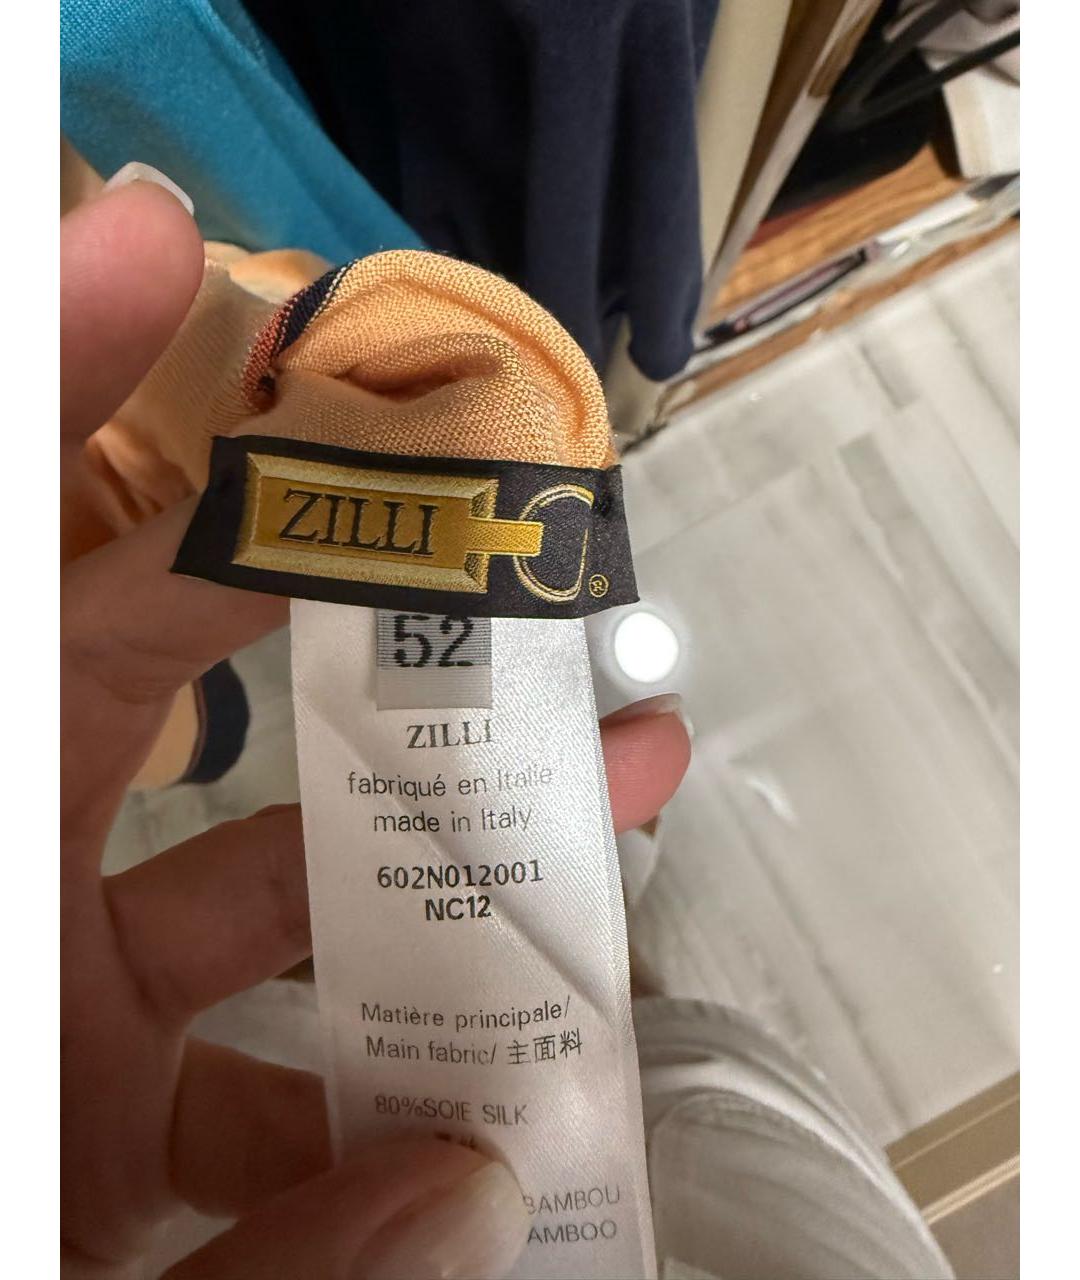 ZILLI
®
52
ZILLI
fabriqué en Italie
made in Italy
602N012001
NC12
Matière principale/
Main fabric/ 主面料
80%SOIE SILK
BAMBOU